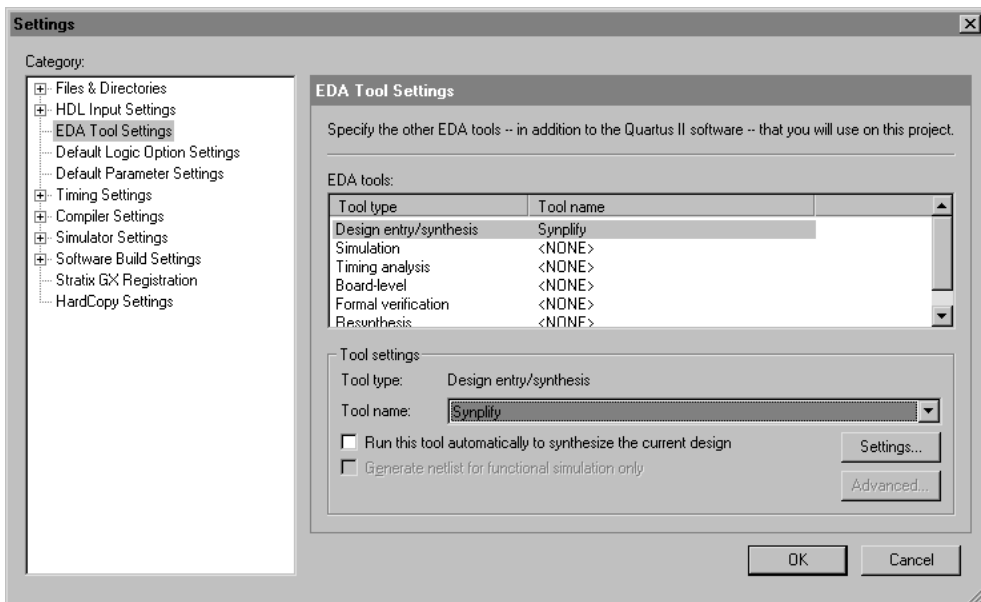 Settings
Category:
Files & Directories
HDL Input Settings
EDA Tool Settings
Default Logic Option Settings
Default Parameter Settings
Timing Settings
Compiler Settings
Simulator Settings
Software Build Settings
Stratix GX Registration
HardCopy Settings
EDA Tool Settings
Specify the other EDA tools -- in addition to the Quartus II software -- that you will use on this project.
EDA tools:
Tool type Tool name
Design entry/synthesis Synplify
Simulation <NONE>
Timing analysis <NONE>
Board-level <NONE>
Formal verification <NONE>
Resynthesis <NONE>
Tool settings
Tool type: Design entry/synthesis
Tool name: Synplify
Run this tool automatically to synthesize the current design
Settings...
Generate netlist for functional simulation only
Advanced...
OK Cancel